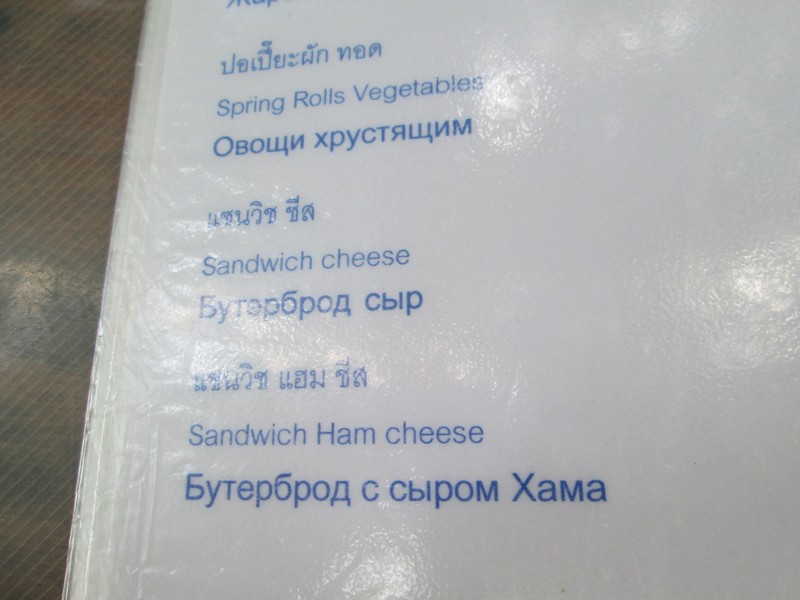 ปอเปี๊ยะผัก ทอด
Spring Rolls Vegetables
Овощи хрустящим
แซนวิช ชีส
Sandwich cheese
Бутерброд сыр
แซนวิช แฮม ชีส
Sandwich Ham cheese
Бутерброд с сыром Хама